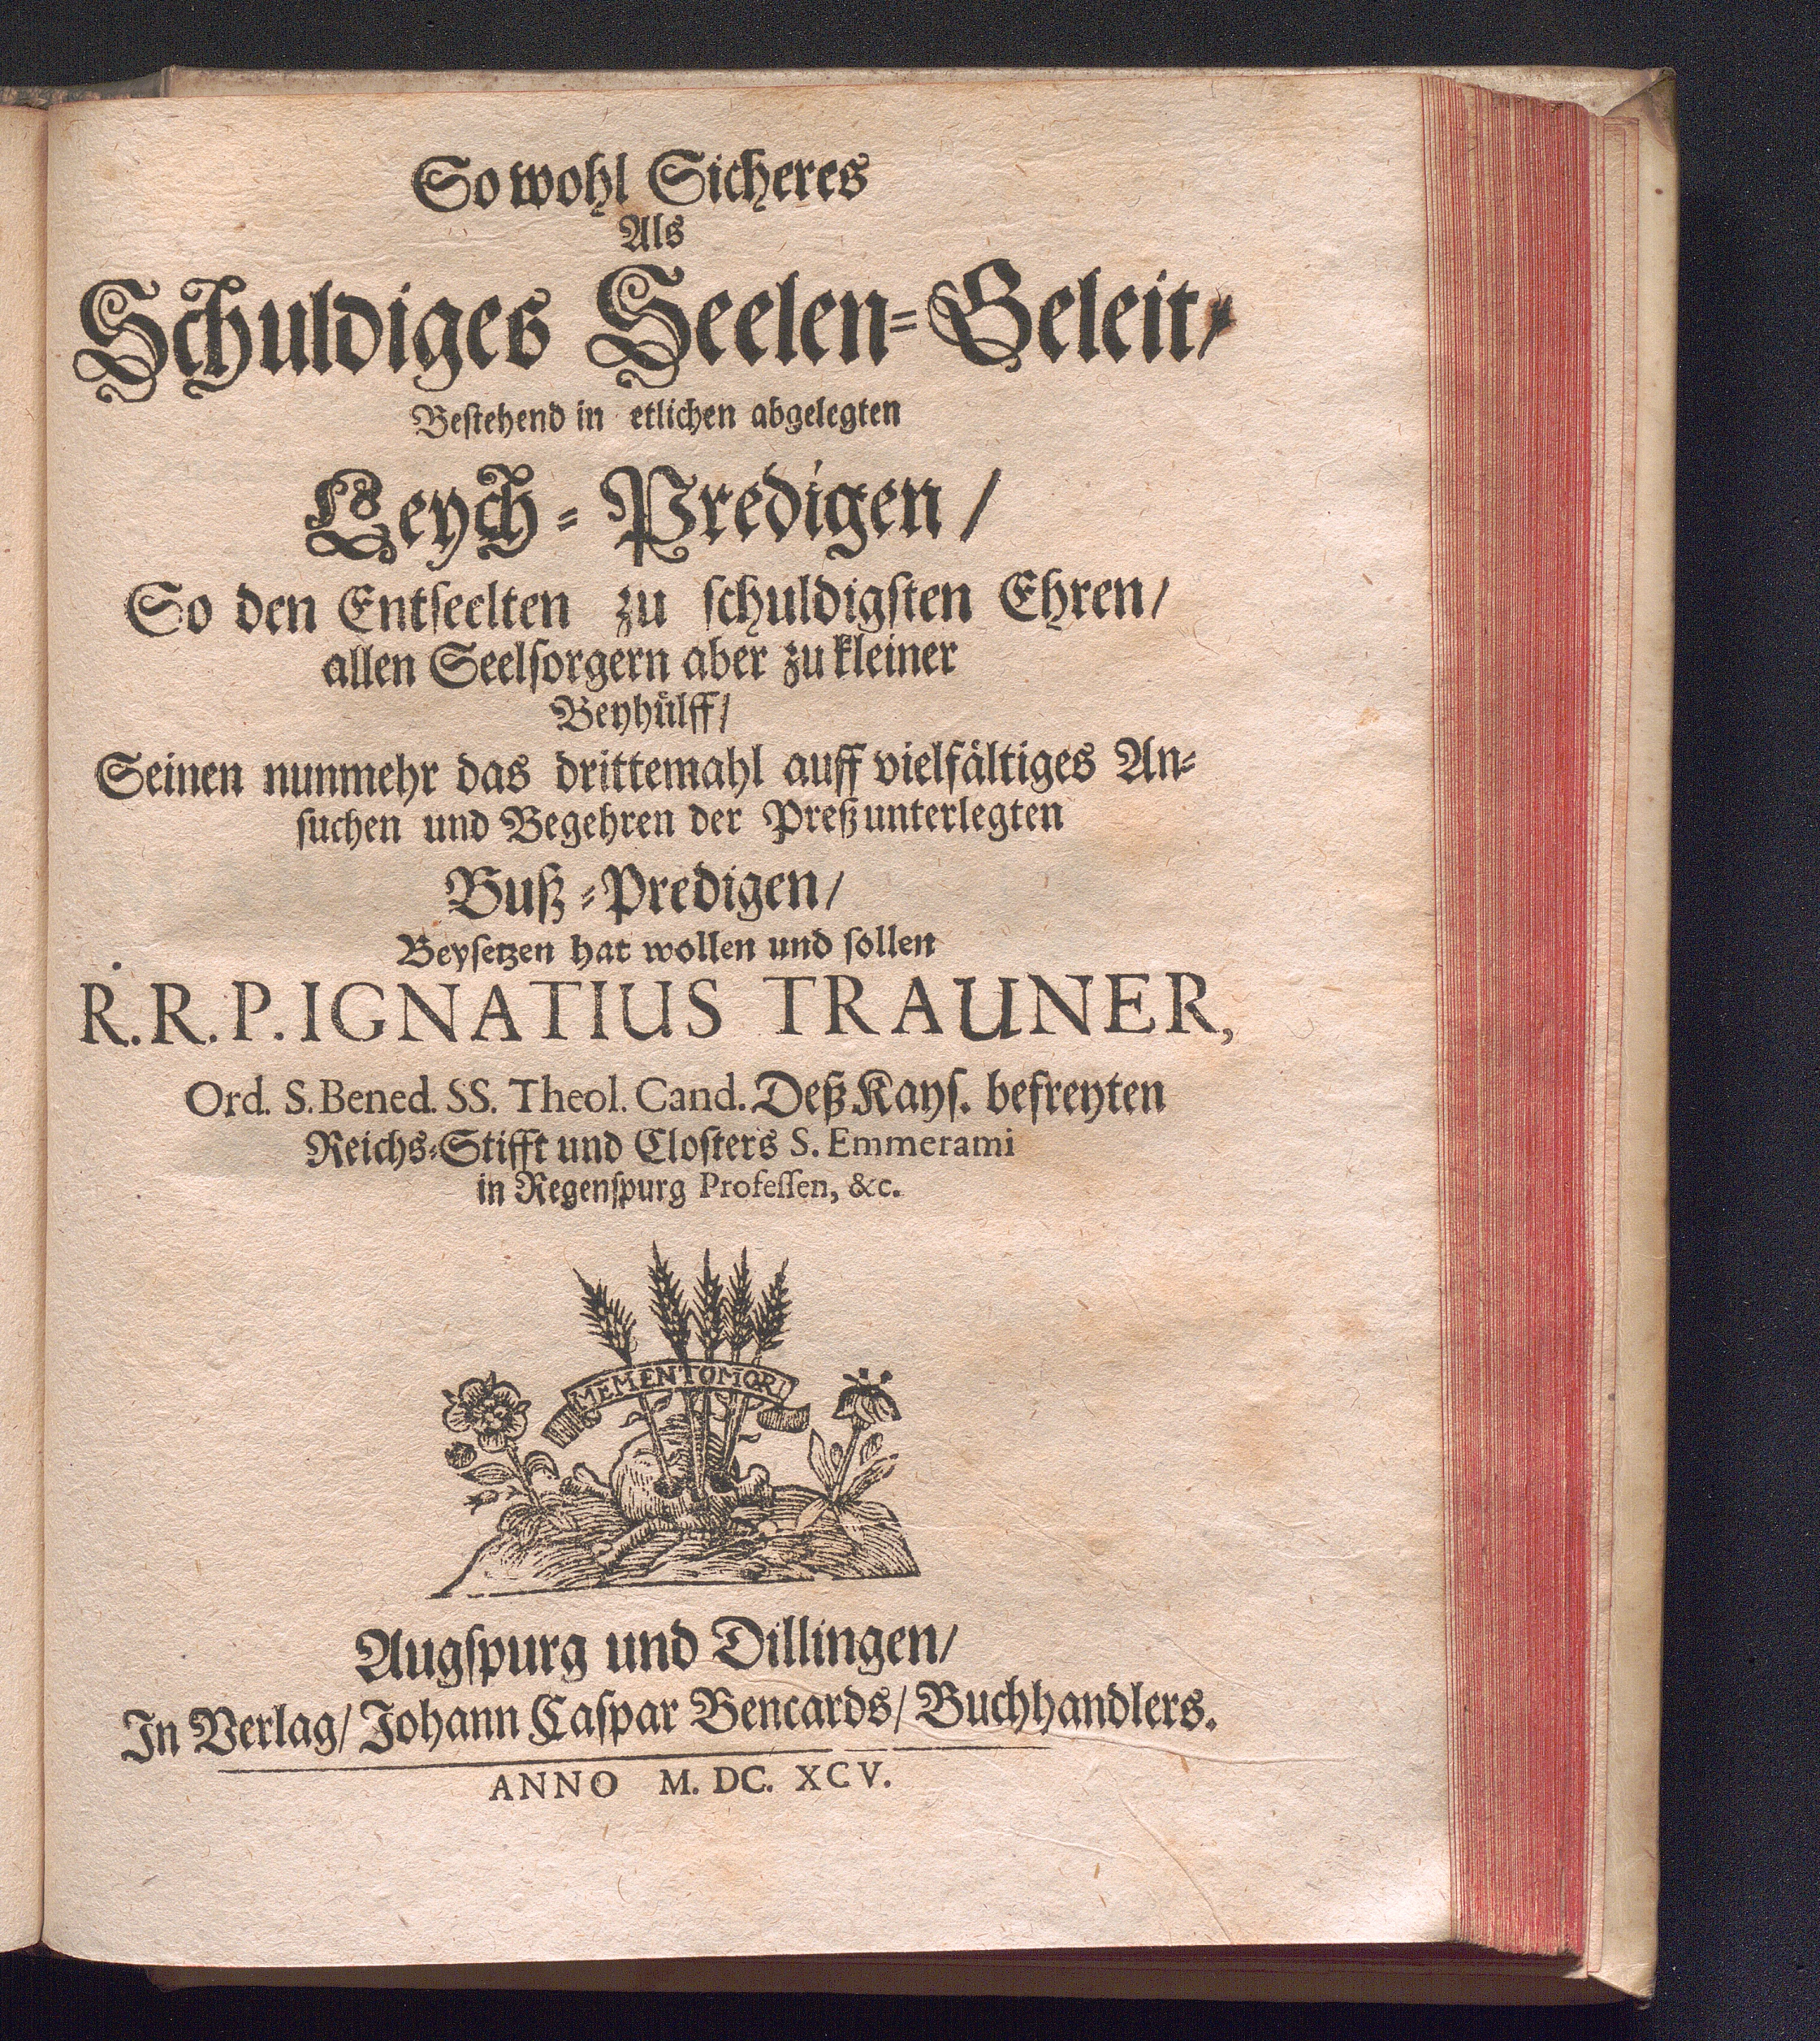 So wohl Sicheres
Als
Schuldiges Seelen-Geleit/
Bestehend in etlichen abgelegten
Leych-Predigen/
So den Entseelten zu schuldigsten Ehren/
allen Seelsorgern aber zu kleiner
Beyhülff/
Seinen nunmehr das drittemahl auff vielfältiges An-
suchen und Begehren der Preß unterlegten
Buß-Predigen/
Beysetzen hat wollen und sollen
R.R.P. IGNATIUS TRAUNER,
Ord. S. Bened. SS. Theol. Cand. Deß Kays. befreyten
Reichs-Stifft und Closters S. Emmerami
in Regenspurg Professen, &c.
MEMENTO MORI
Augspurg und Dillingen/
In Verlag/ Johann Caspar Bencards/ Buchhandlers.
ANNO M. DC. XCV.